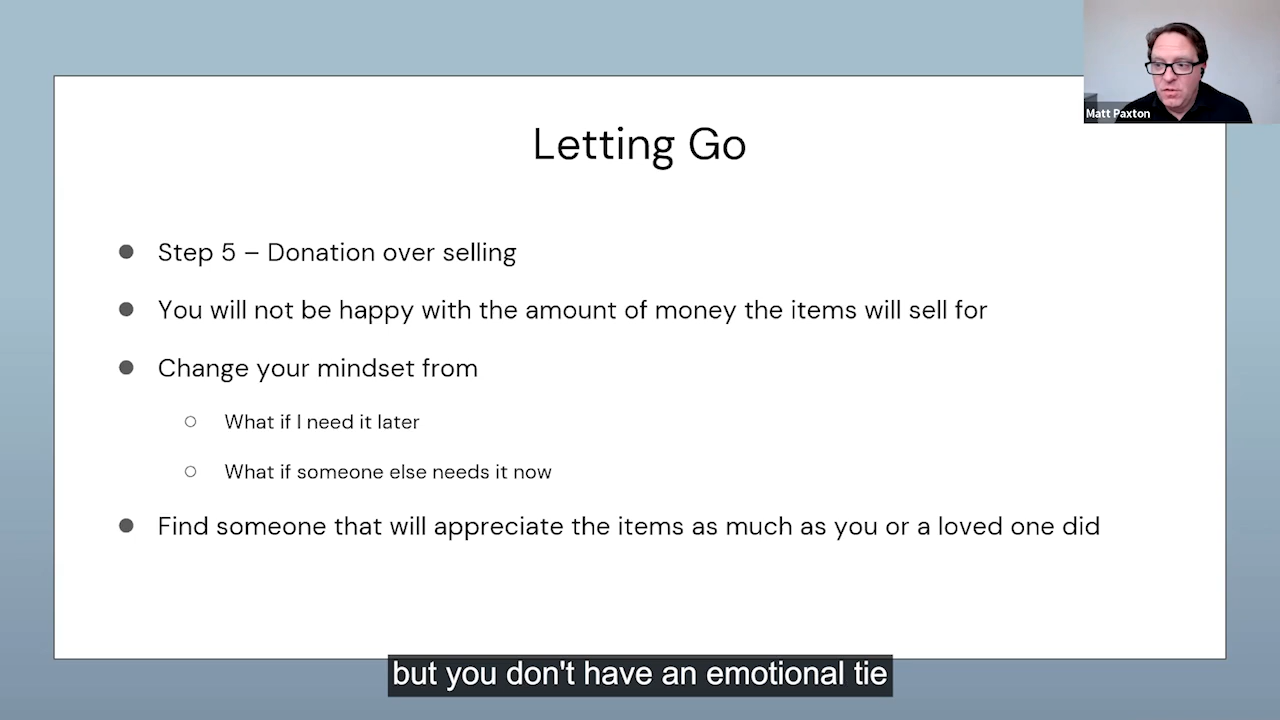 Matt Paxton
Letting Go
Step 5 – Donation over selling
You will not be happy with the amount of money the items will sell for
Change your mindset from
What if I need it later
What if someone else needs it now
Find someone that will appreciate the items as much as you or a loved one did
but you don't have an emotional tie